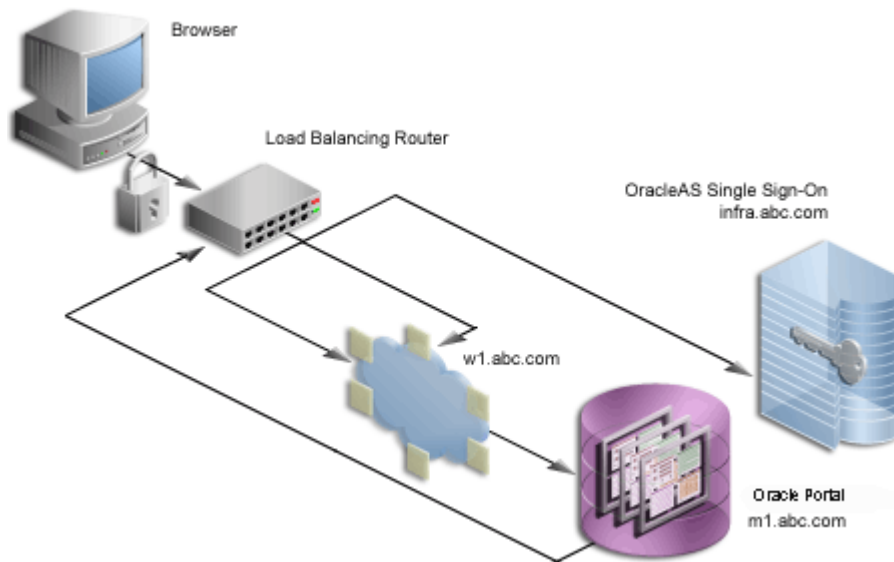 Browser
Load Balancing Router
OracleAS Single Sign-On
infra.abc.com
w1.abc.com
Oracle Portal
m1.abc.com